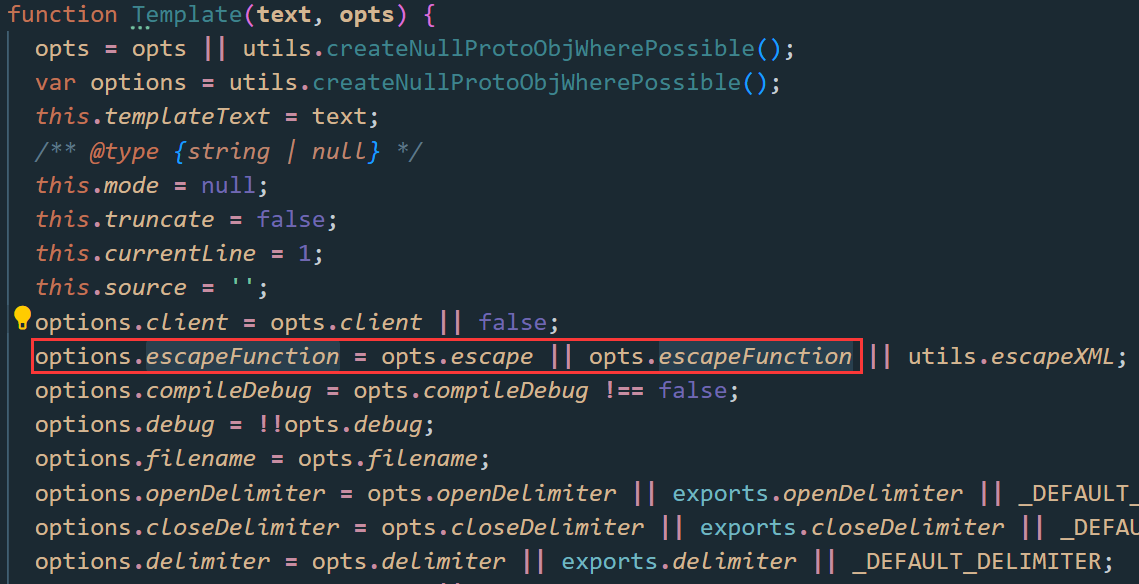 function Template(text, opts) {
opts = opts || utils.createNullProtoObjWherePossible();
var options = utils.createNullProtoObjWherePossible();
this.templateText = text;
/** @type {string | null} */
this.mode = null;
this.truncate = false;
this.currentLine = 1;
this.source = '';
options.client = opts.client || false;
options.escapeFunction = opts.escape || opts.escapeFunction || utils.escapeXML;
options.compileDebug = opts.compileDebug !== false;
options.debug = !!opts.debug;
options.filename = opts.filename;
options.openDelimiter = opts.openDelimiter || exports.openDelimiter || _DEFAULT_
options.closeDelimiter = opts.closeDelimiter || exports.closeDelimiter || _DEFAU
options.delimiter = opts.delimiter || exports.delimiter || _DEFAULT_DELIMITER;